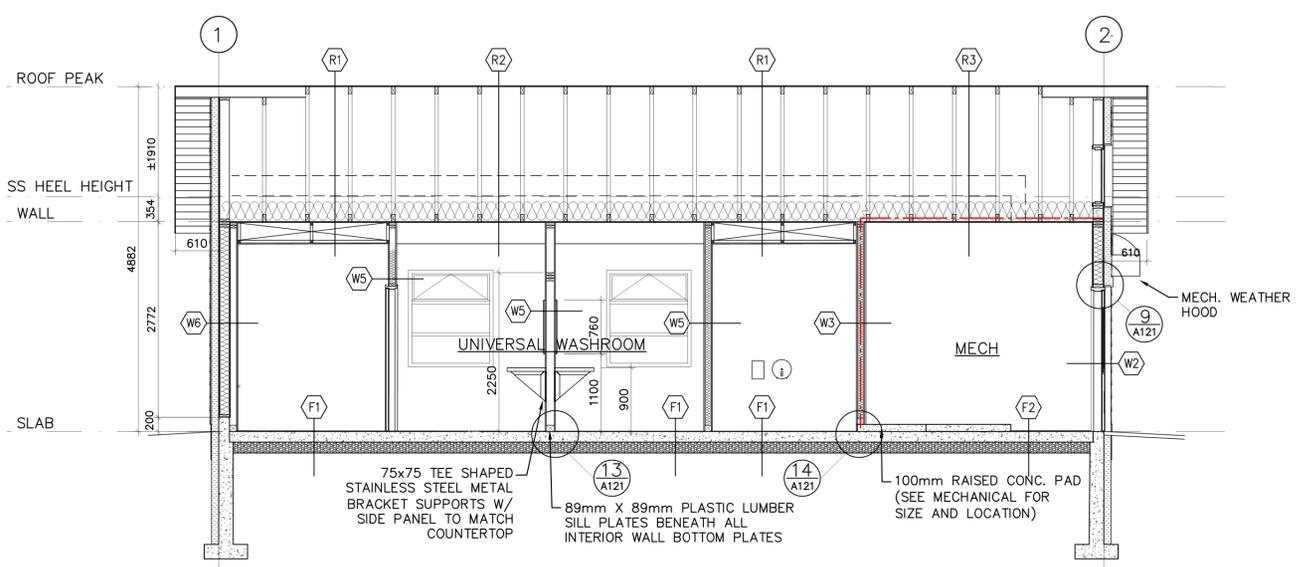 1
2
R1
R2
R1
R3
ROOF PEAK
±1910
SS HEEL HEIGHT
354
WALL
610
610
4882
W5
MECH. WEATHER
HOOD
2772
W6
W5
760
W5
W3
9
A121
UNIVERSAL WASHROOM
MECH
W2
2250
1100
900
200
F1
F1
F1
F2
SLAB
75x75 TEE SHAPED
STAINLESS STEEL METAL
BRACKET SUPPORTS W/
SIDE PANEL TO MATCH
COUNTERTOP
13
A121
89mm X 89mm PLASTIC LUMBER
SILL PLATES BENEATH ALL
INTERIOR WALL BOTTOM PLATES
14
A121
100mm RAISED CONC. PAD
(SEE MECHANICAL FOR
SIZE AND LOCATION)